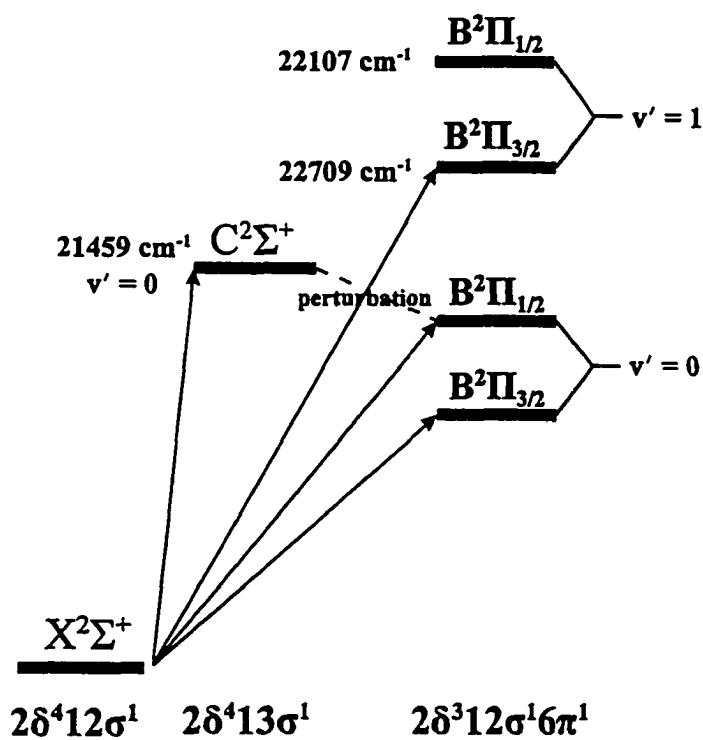 B²Π₁/₂
22107 cm⁻¹
v' = 1
B²Π₃/₂
22709 cm⁻¹
21459 cm⁻¹ C²Σ⁺
v' = 0
perturbation
B²Π₁/₂
v' = 0
B²Π₃/₂
X²Σ⁺
2δ⁴12σ¹ 2δ⁴13σ¹ 2δ³12σ¹6π¹